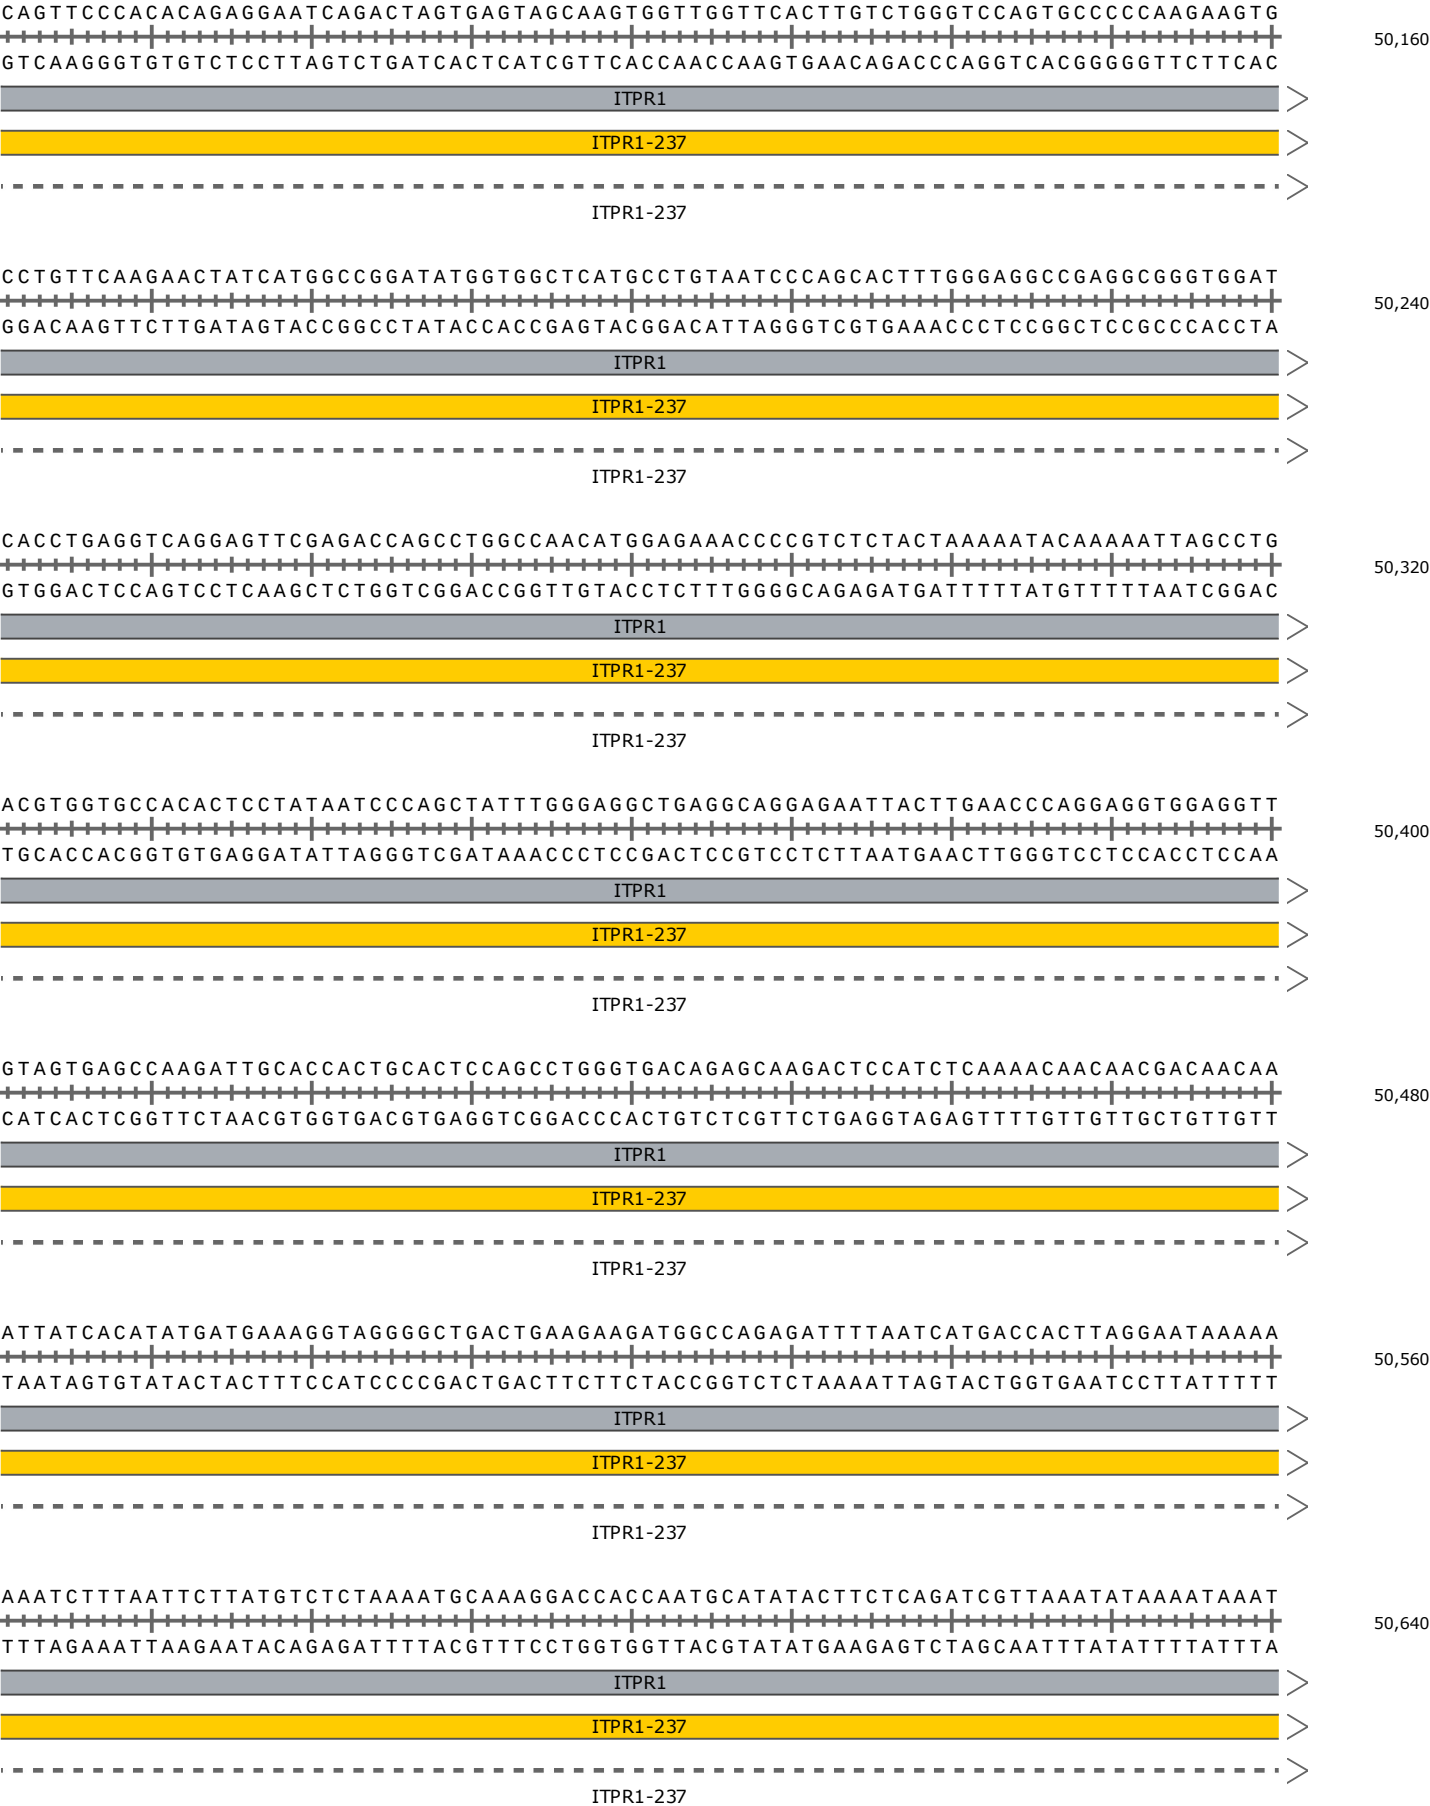 CAGTTCCCACACAGAGGAATCAGACTAGTGAGTAGCAAGTGGTTGGTTCACTTGTCTGGGTCCAGTGCCCCCAAGAAGTG
50,160
GTCAAGGGTGTGTCTCCTTAGTCTGATCACTCATCGTTCACCAACCAAGTGAACAGACCCAGGTCACGGGGGTTCTTCAC
ITPR1
ITPR1-237
ITPR1-237
CCTGTTCAAGAACTATCATGGCCGGATATGGTGGCTCATGCCTGTAATCCCAGCACTTTGGGAGGCCGAGGCGGGTGGAT
50,240
GGACAAGTTCTTGATAGTACCGGCCTATACCACCGAGTACGGACATTAGGGTCGTGAAACCCTCCGGCTCCGCCCACCTA
ITPR1
ITPR1-237
ITPR1-237
CACCTGAGGTCAGGAGTTCGAGACCAGCCTGGCCAACATGGAGAAACCCCGTCTCTACTAAAAATACAAAAATTAGCCTG
50,320
GTGGACTCCAGTCCTCAAGCTCTGGTCGGACCGGTTGTACCTCTTTGGGGCAGAGATGATTTTTATGTTTTTAATCGGAC
ITPR1
ITPR1-237
ITPR1-237
ACGTGGTGCCACACTCCTATAATCCCAGCTATTTGGGAGGCTGAGGCAGGAGAATTACTTGAACCCAGGAGGTGGAGGTT
50,400
TGCACCACGGTGTGAGGATATTAGGGTCGATAAACCCTCCGACTCCGTCCTCTTAATGAACTTGGGTCCTCCACCTCCAA
ITPR1
ITPR1-237
ITPR1-237
GTAGTGAGCCAAGATTGCACCACTGCACTCCAGCCTGGGTGACAGAGCAAGACTCCATCTCAAAACAACAACGACAACAA
50,480
CATCACTCGGTTCTAACGTGGTGACGTGAGGTCGGACCCACTGTCTCGTTCTGAGGTAGAGTTTTGTTGTTGCTGTTGTT
ITPR1
ITPR1-237
ITPR1-237
ATTATCACATATGATGAAAGGTAGGGGCTGACTGAAGAAGATGGCCAGAGATTTTAATCATGACCACTTAGGAATAAAAA
50,560
TAATAGTGTATACTACTTTCCATCCCCGACTGACTTCTTCTACCGGTCTCTAAAATTAGTACTGGTGAATCCTTATTTTT
ITPR1
ITPR1-237
ITPR1-237
AAATCTTTAATTCTTATGTCTCTAAAATGCAAAGGACCACCAATGCATATACTTCTCAGATCGTTAAATATAAAATAAAT
50,640
TTTAGAAATTAAGAATACAGAGATTTTACGTTTCCTGGTGGTTACGTATATGAAGAGTCTAGCAATTTATATTTTATTTA
ITPR1
ITPR1-237
ITPR1-237